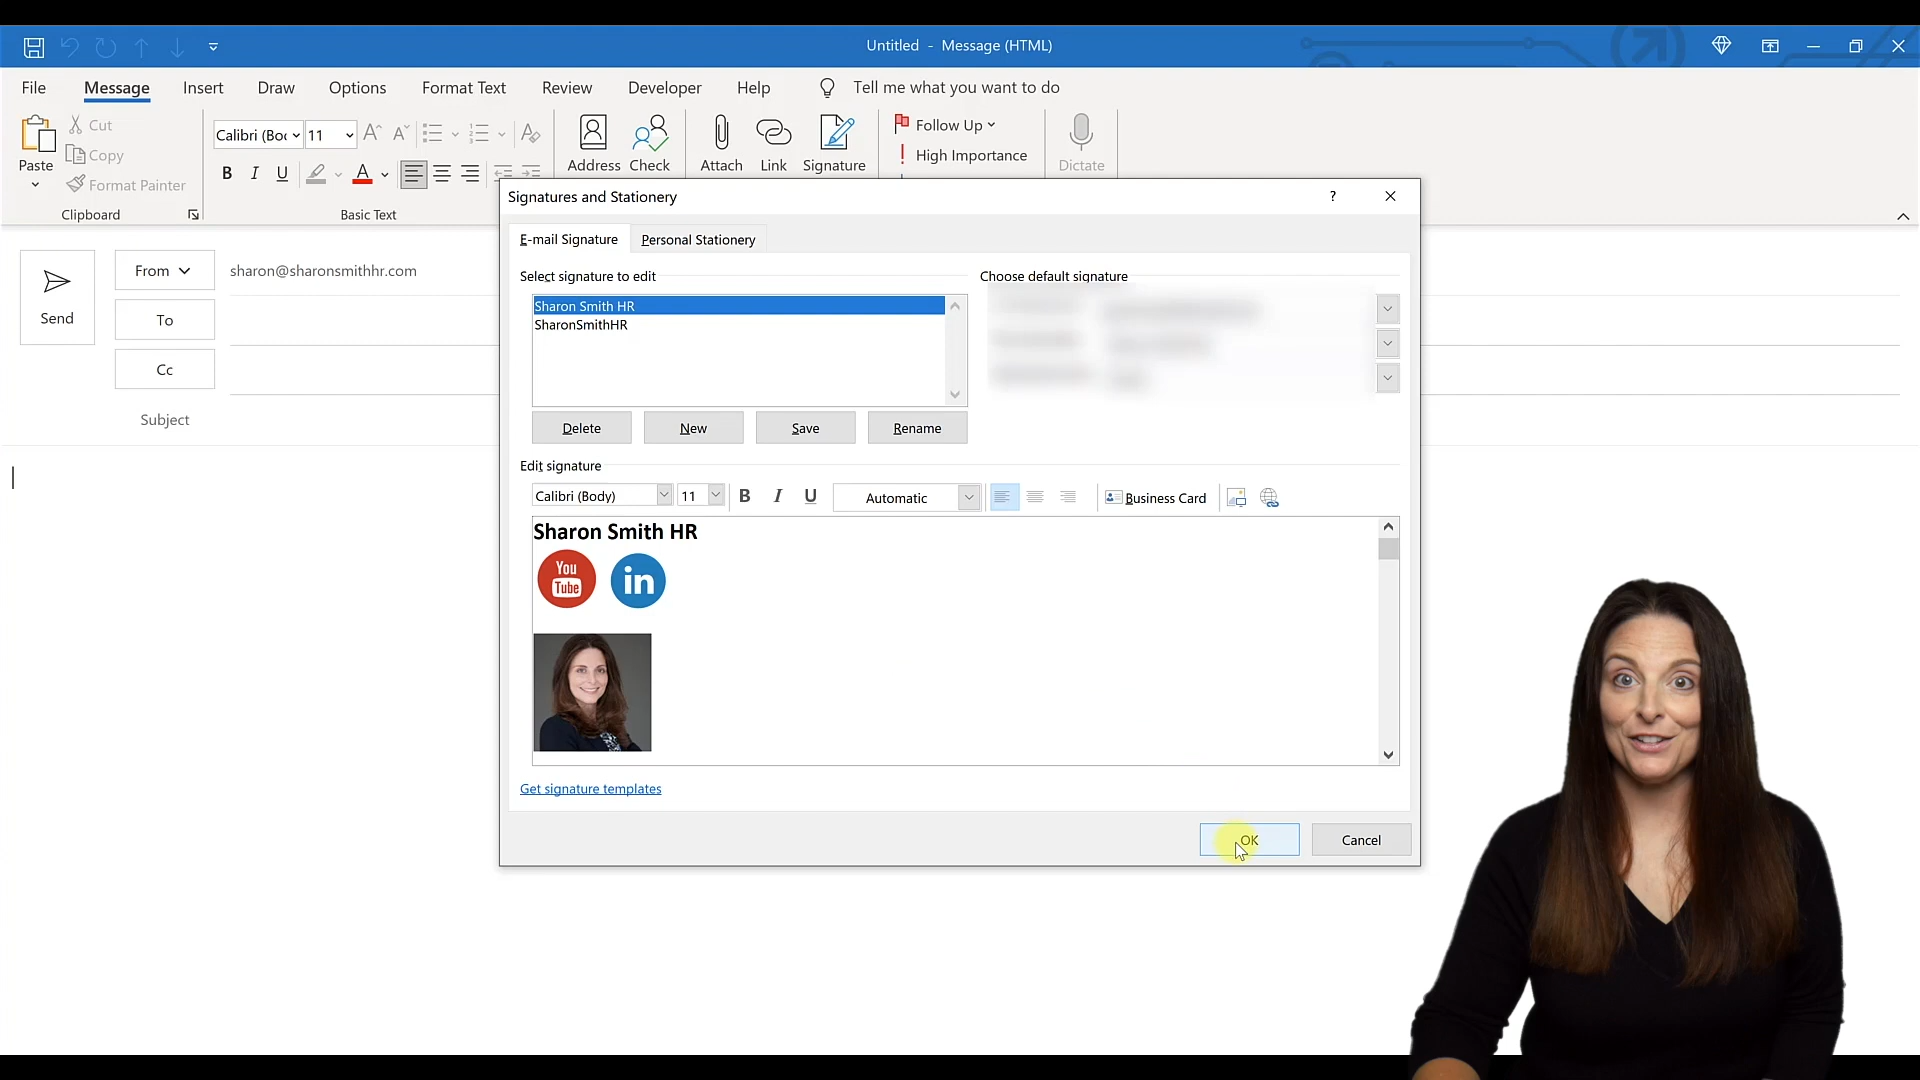 Untitled - Message (HTML)
File Message Insert Draw Options Format Text Review Developer Help Tell me what you want to do
Paste
Cut
Copy
Format Painter
Clipboard
Calibri (Boc 11
B I U A
Basic Text
Address Check
Attach Link Signature
Follow Up
High Importance
Dictate
Send
From sharon@sharonsmithhr.com
To
Cc
Subject
Signatures and Stationery ?
E-mail Signature Personal Stationery
Select signature to edit
Sharon Smith HR
SharonSmithHR
Choose default signature
Delete New Save Rename
Edit signature
Calibri (Body) 11 B I U Automatic Business Card
Sharon Smith HR
You
Tube
in
Get signature templates
OK Cancel